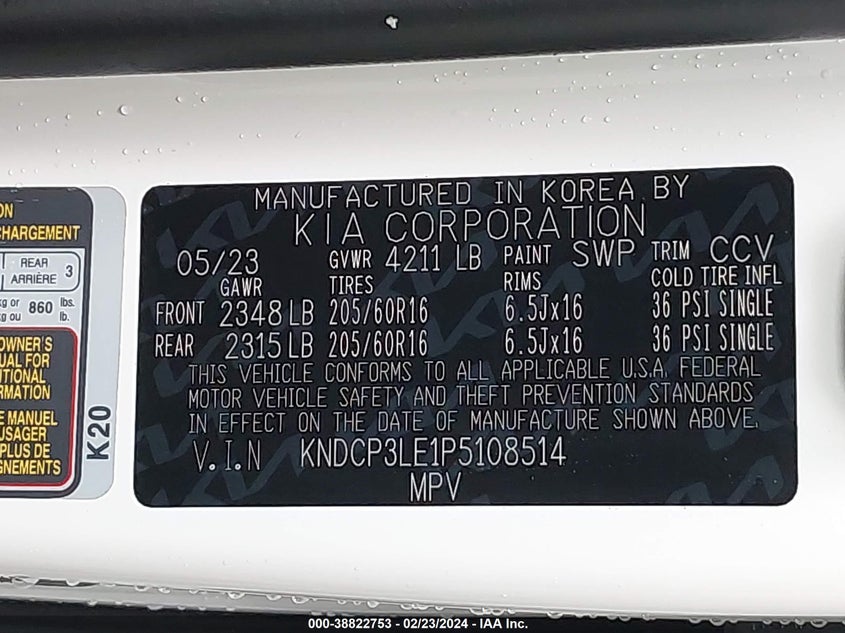 ON
CHARGEMENT
REAR
ARRIÈRE 3
kg or 860 lbs.
kg ou lb.
OWNER'S
UAL FOR
ITIONAL
ORMATION
E MANUEL
USAGER
PLUS DE
GNEMENTS
K20
MANUFACTURED IN KOREA BY
KIA CORPORATION
05/23 GVWR 4211 LB PAINT SWP TRIM CCV
GAWR TIRES RIMS COLD TIRE INFL
FRONT 2348 LB 205/60R16 6.5Jx16 36 PSI SINGLE
REAR 2315 LB 205/60R16 6.5Jx16 36 PSI SINGLE
THIS VEHICLE CONFORMS TO ALL APPLICABLE U.S.A. FEDERAL
MOTOR VEHICLE SAFETY AND THEFT PREVENTION STANDARDS
IN EFFECT ON THE DATE OF MANUFACTURE SHOWN ABOVE.
V.I.N KNDCP3LE1P5108514
MPV
000-38822753 - 02/23/2024 - IAA Inc.